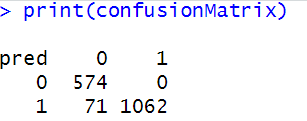 > print(confusionMatrix)
pred 0 1
0 574 0
1 71 1062